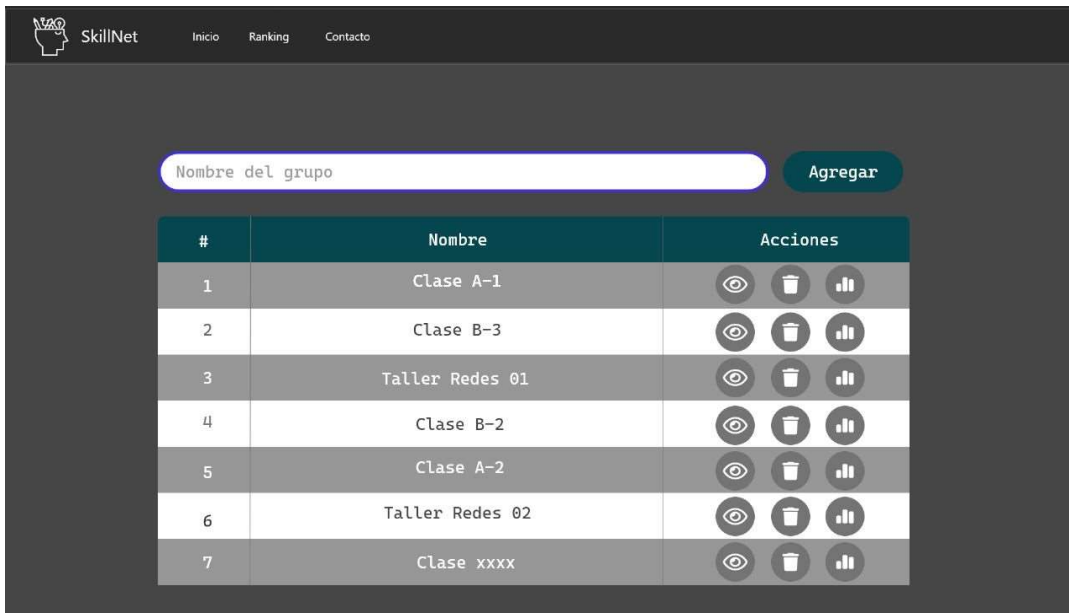 SkillNet Inicio Ranking Contacto
Nombre del grupo Agregar
# Nombre Acciones
1 Clase A-1
2 Clase B-3
3 Taller Redes 01
4 Clase B-2
5 Clase A-2
6 Taller Redes 02
7 Clase xxxx